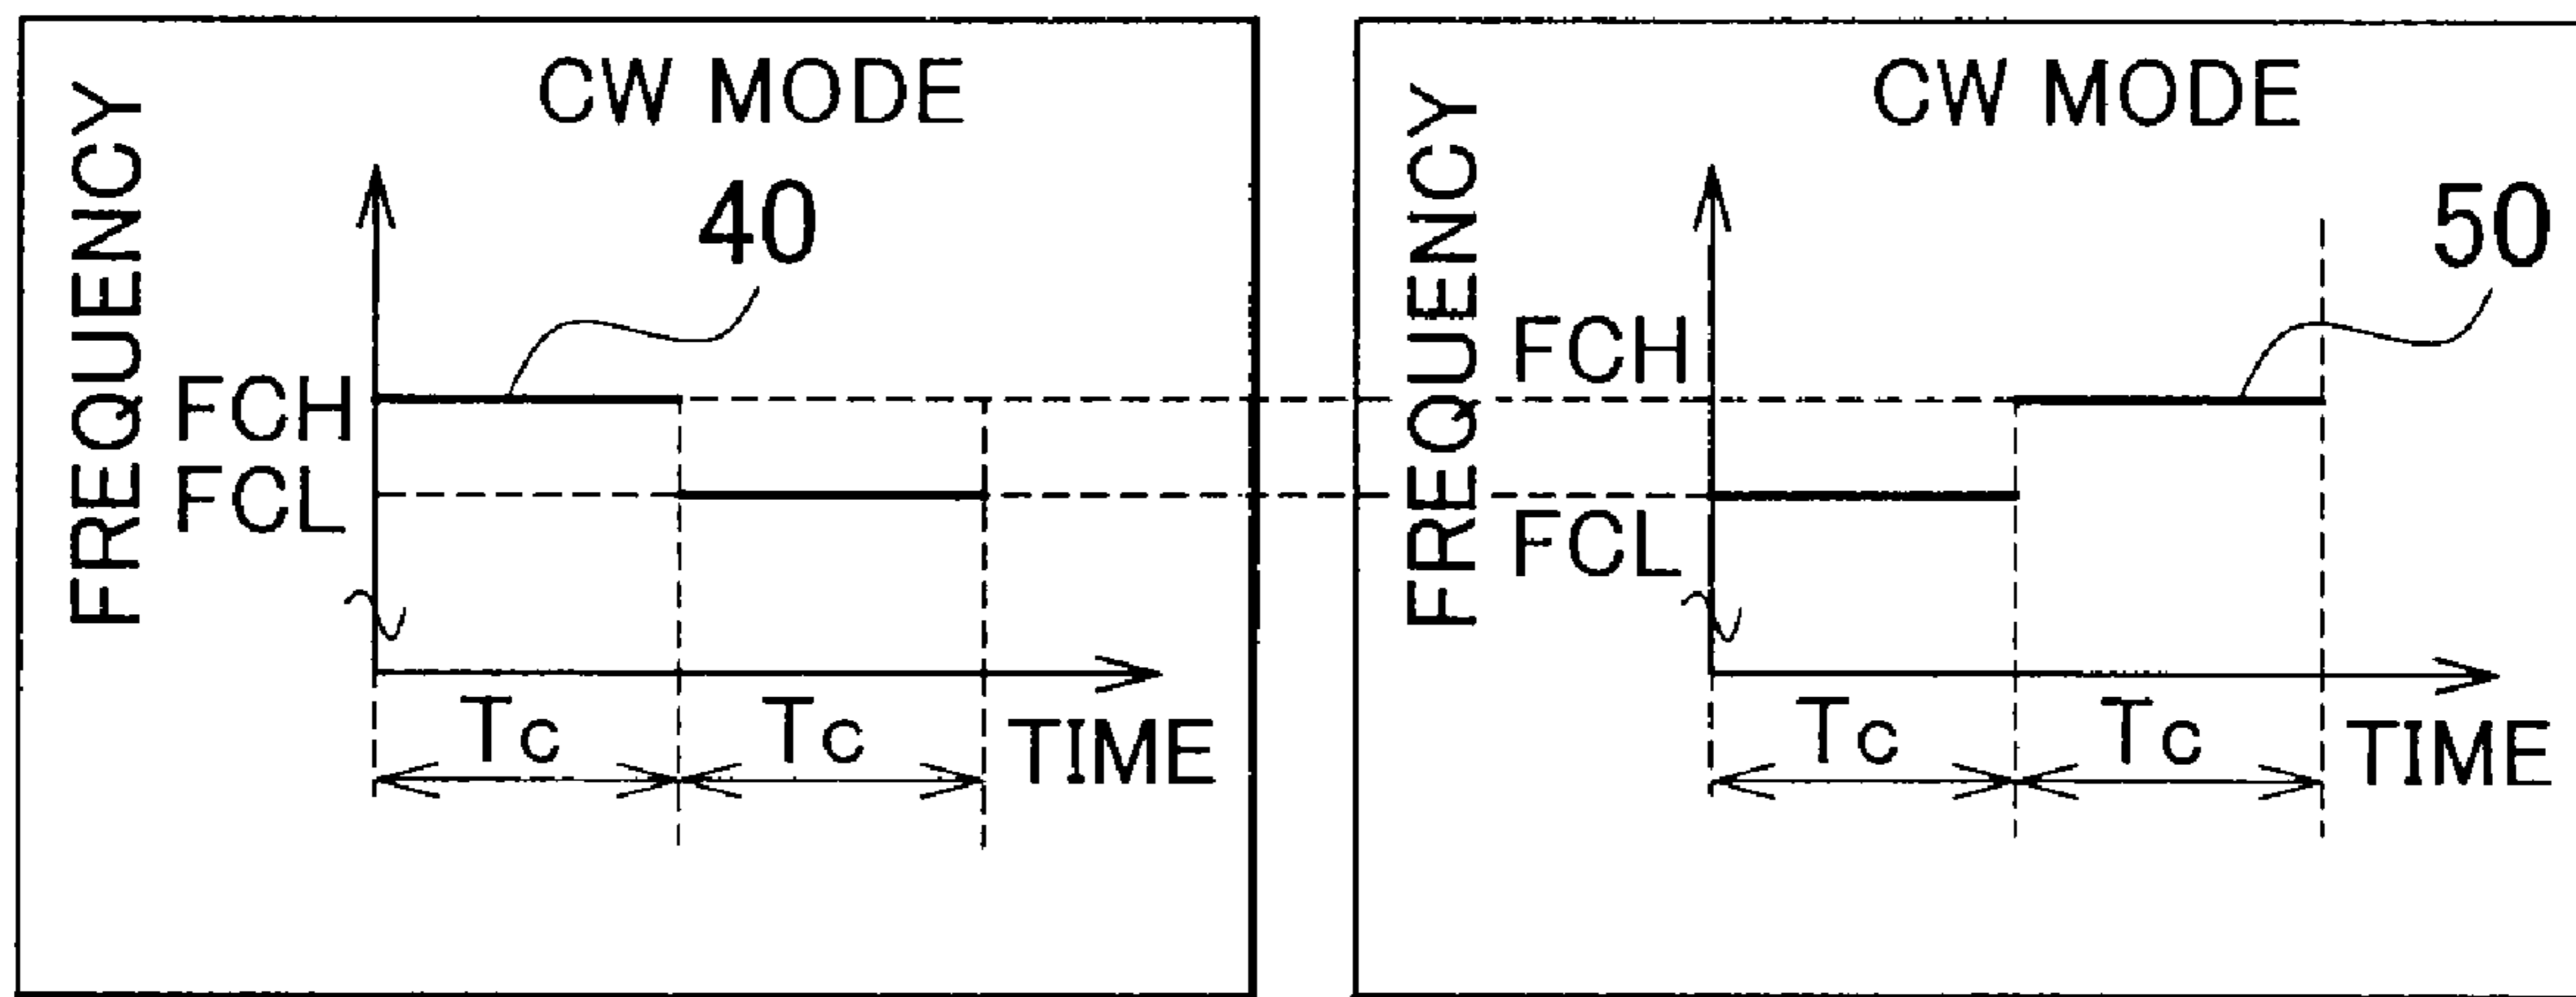 CW MODE
FREQUENCY
40
FCH
FCL
Tc
Tc
TIME
CW MODE
FREQUENCY
50
FCH
FCL
Tc
Tc
TIME